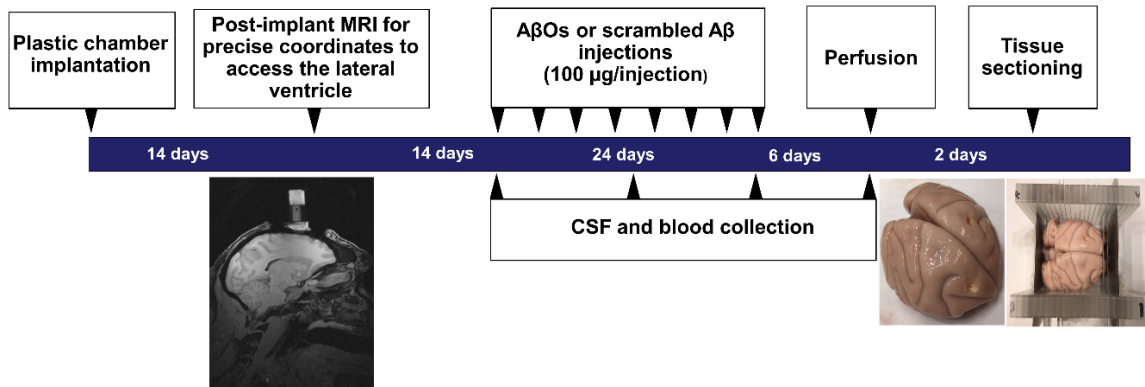 Plastic chamber
implantation
Post-implant MRI for
precise coordinates to
access the lateral
ventricle
AβOs or scrambled Aβ
injections
(100 µg/injection)
Perfusion
Tissue
sectioning
14 days
14 days
24 days
6 days
2 days
CSF and blood collection